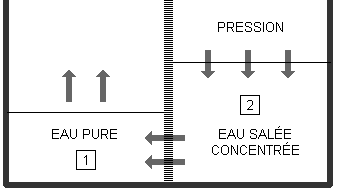 PRESSION
2
EAU PURE
EAU SALÉE
CONCENTRÉE
1